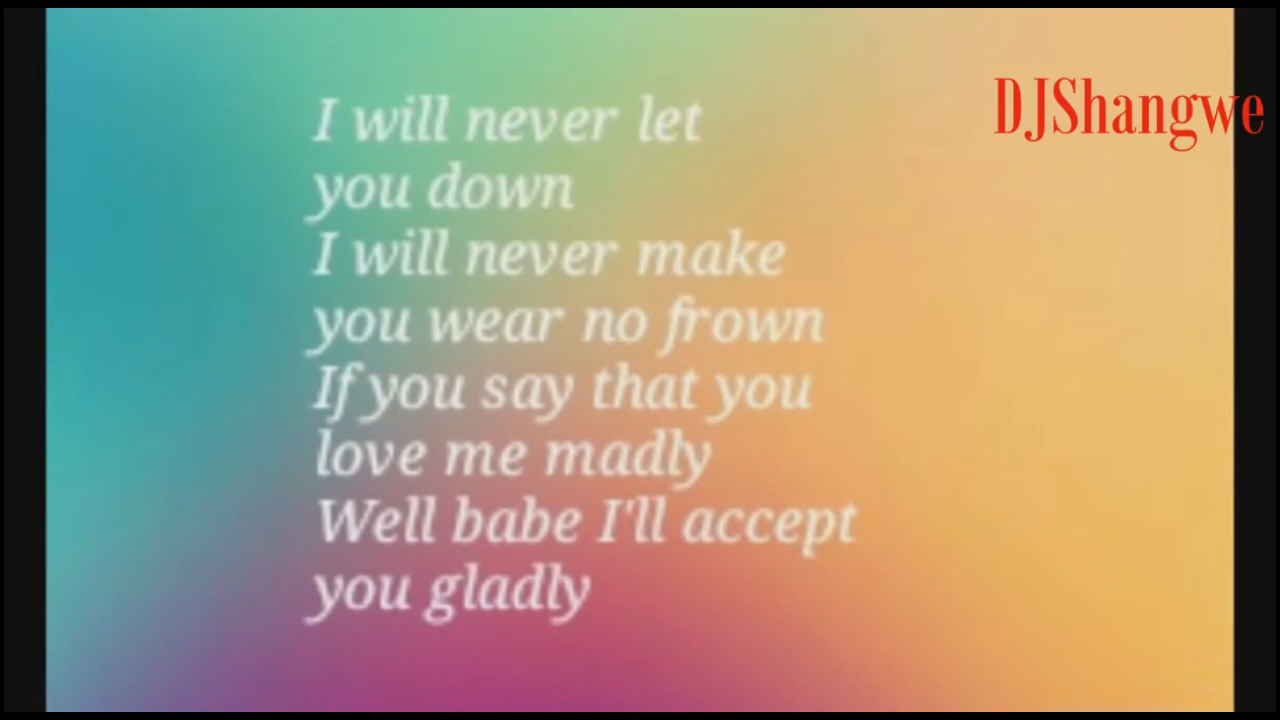 DJShangwe
I will never let
you down
I will never make
you wear no frown
If you say that you
love me madly
Well babe I'll accept
you gladly